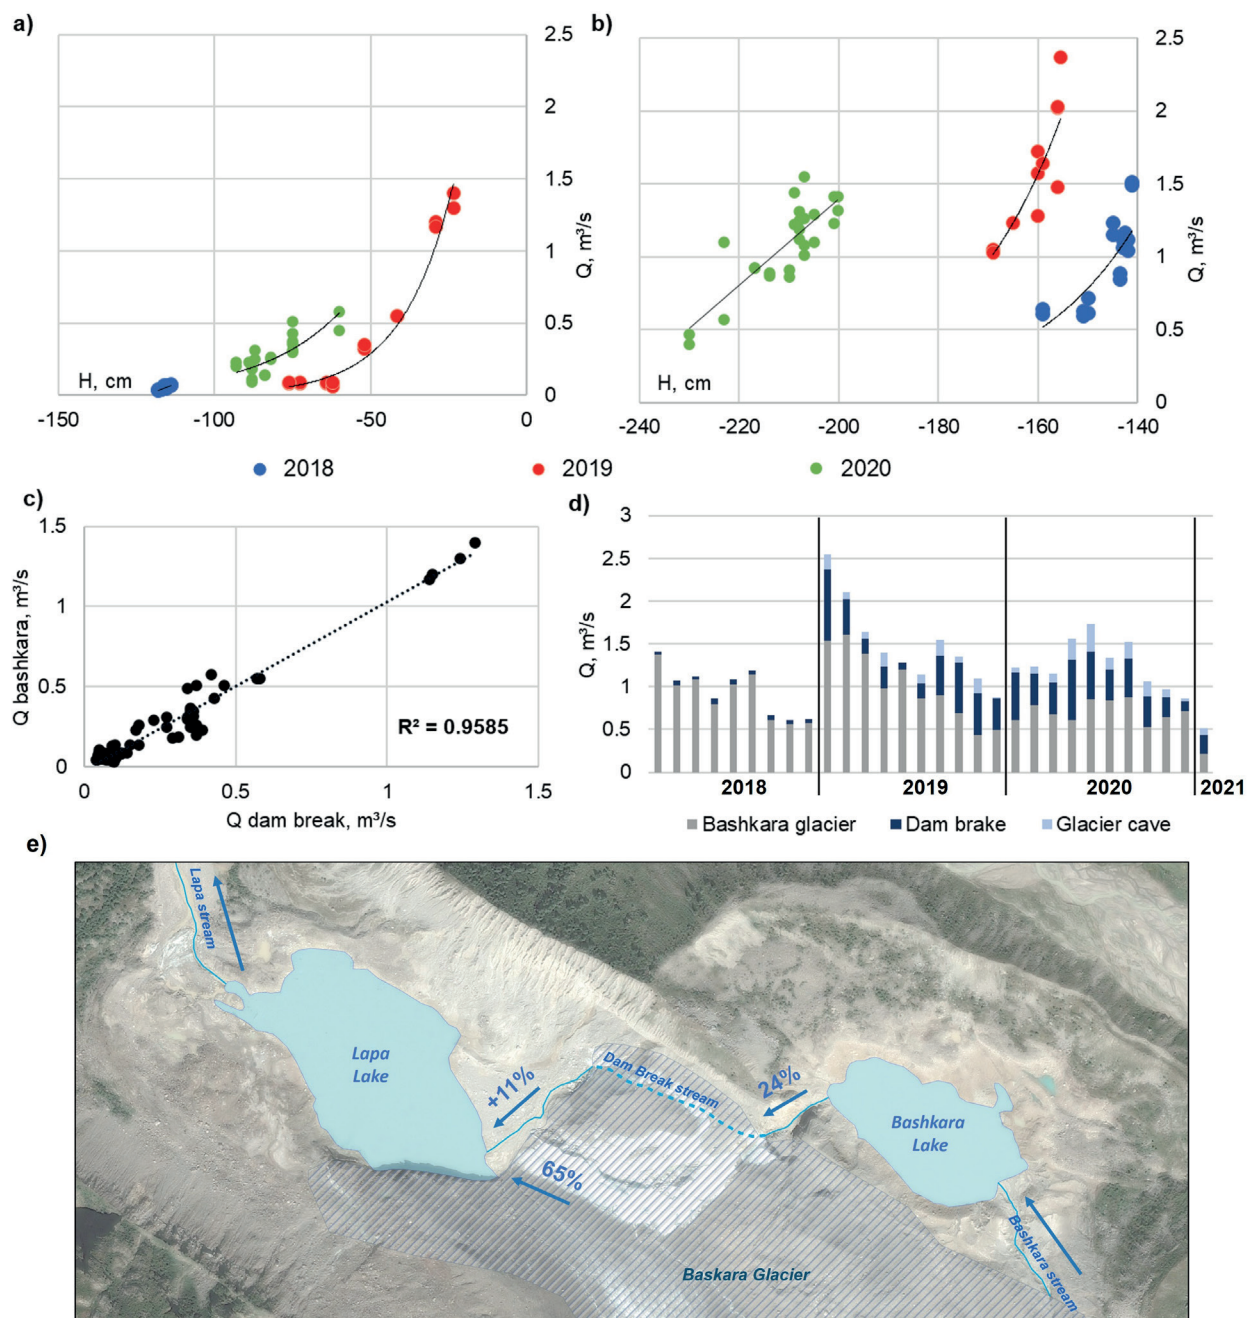 a)
2.5
2
1.5
1
0.5
0
Q, m³/s
H, cm
-150
-100
-50
0
b)
2.5
2
1.5
1
0.5
0
Q, m³/s
H, cm
-240
-220
-200
-180
-160
-140
2018
2019
2020
c)
Q bashkara, m³/s
1.5
1
0.5
0
R² = 0.9585
0
0.5
1
1.5
Q dam break, m³/s
d)
Q, m³/s
3
2.5
2
1.5
1
0.5
0
2018
2019
2020
2021
Bashkara glacier
Dam brake
Glacier cave
e)
Lapa stream
Lapa
Lake
+11%
Dam Break stream
24%
Bashkara
Lake
65%
Bashkara stream
Baskara Glacier